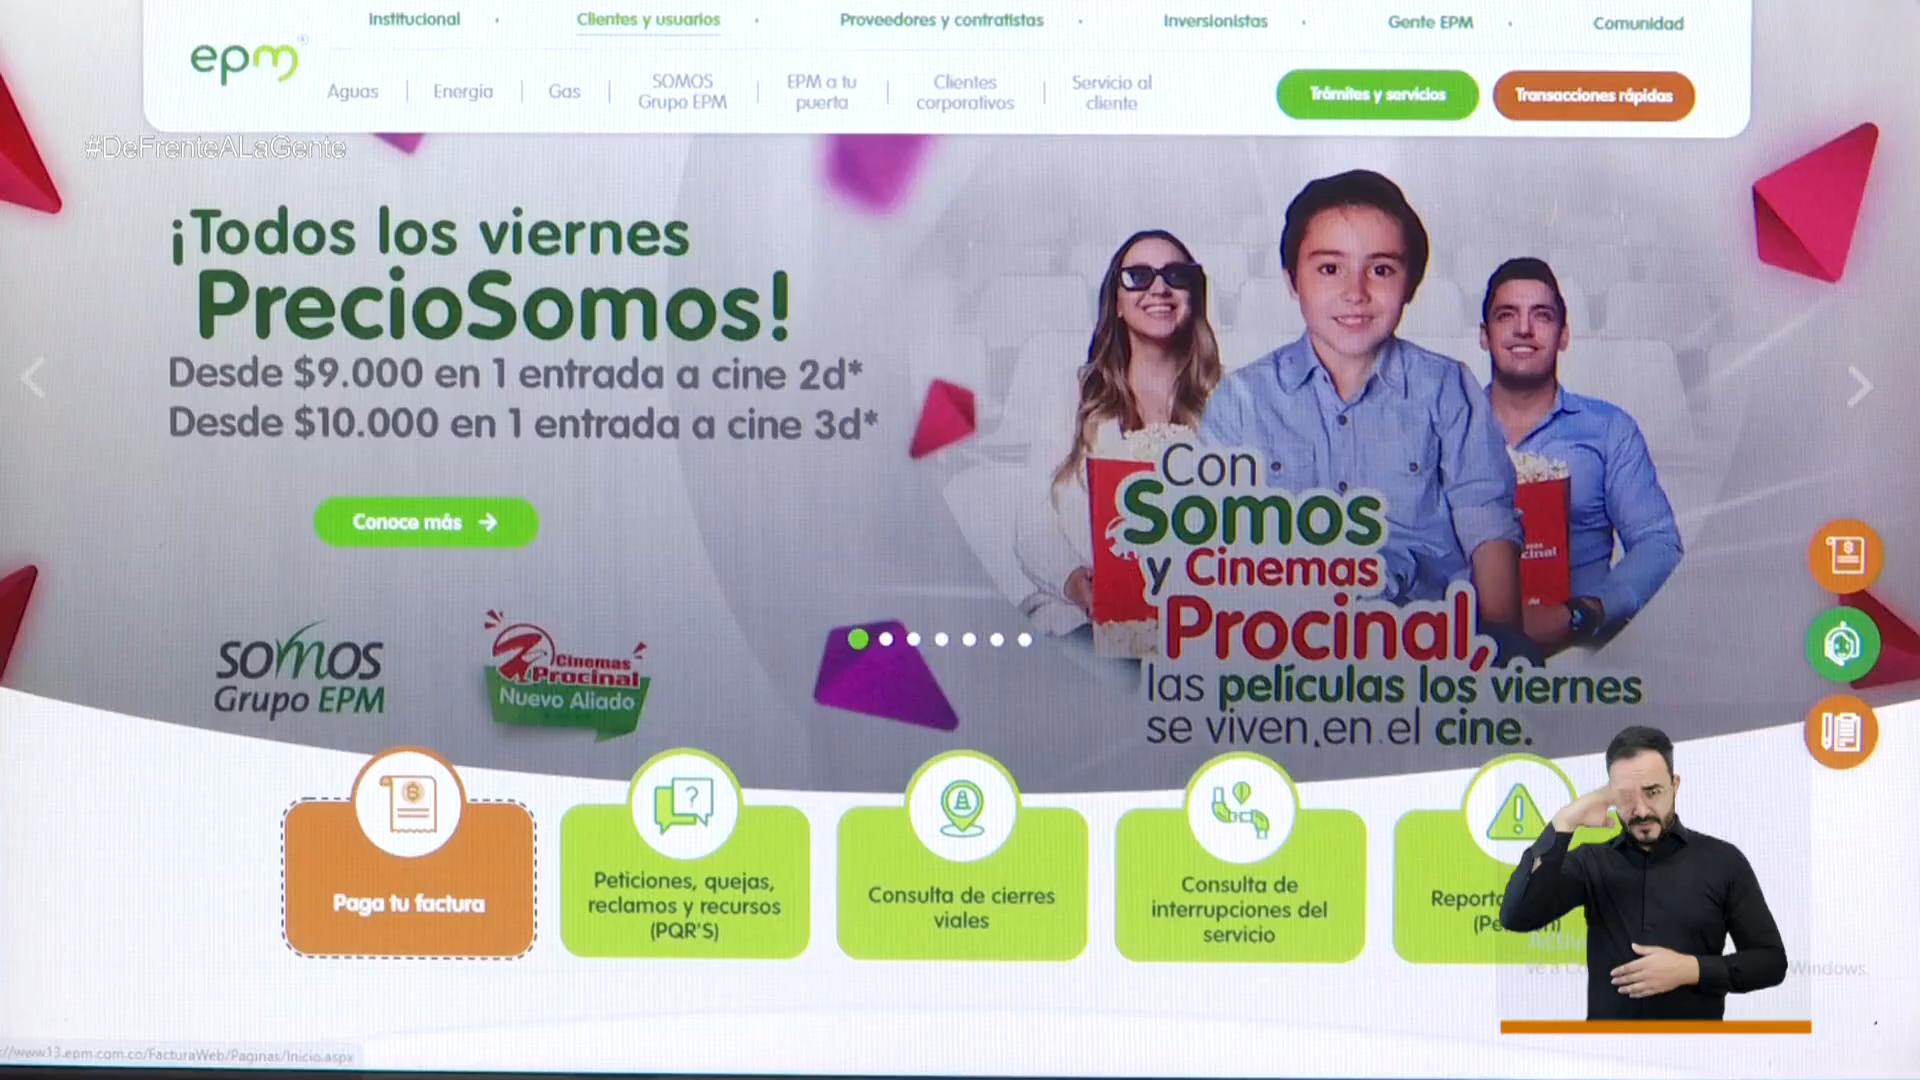 Institucional
Clientes y usuarios
Proveedores y contratistas
Inversionistas
Gente EPM
Comunidad
epm
Aguas
Energía
Gas
SOMOS
Grupo EPM
EPM a tu
puerta
Clientes
corporativos
Servicio al
cliente
Trámites y servicios
Transacciones rápidas
#DeFrenteALaGente
¡Todos los viernes
PrecioSomos!
Desde $9.000 en 1 entrada a cine 2d*
Desde $10.000 en 1 entrada a cine 3d*
Conoce más
Con
Somos
y Cinemas
Procinal,
las películas los viernes
se viven en el cine.
somos
Grupo EPM
Cinemas
Procinal
Nuevo Aliado
Paga tu factura
Peticiones, quejas,
reclamos y recursos
(PQR'S)
Consulta de cierres
viales
Consulta de
interrupciones del
servicio
Windows.
//www13.epm.com.co/FacturaWeb/Paginas/Inicio.aspx